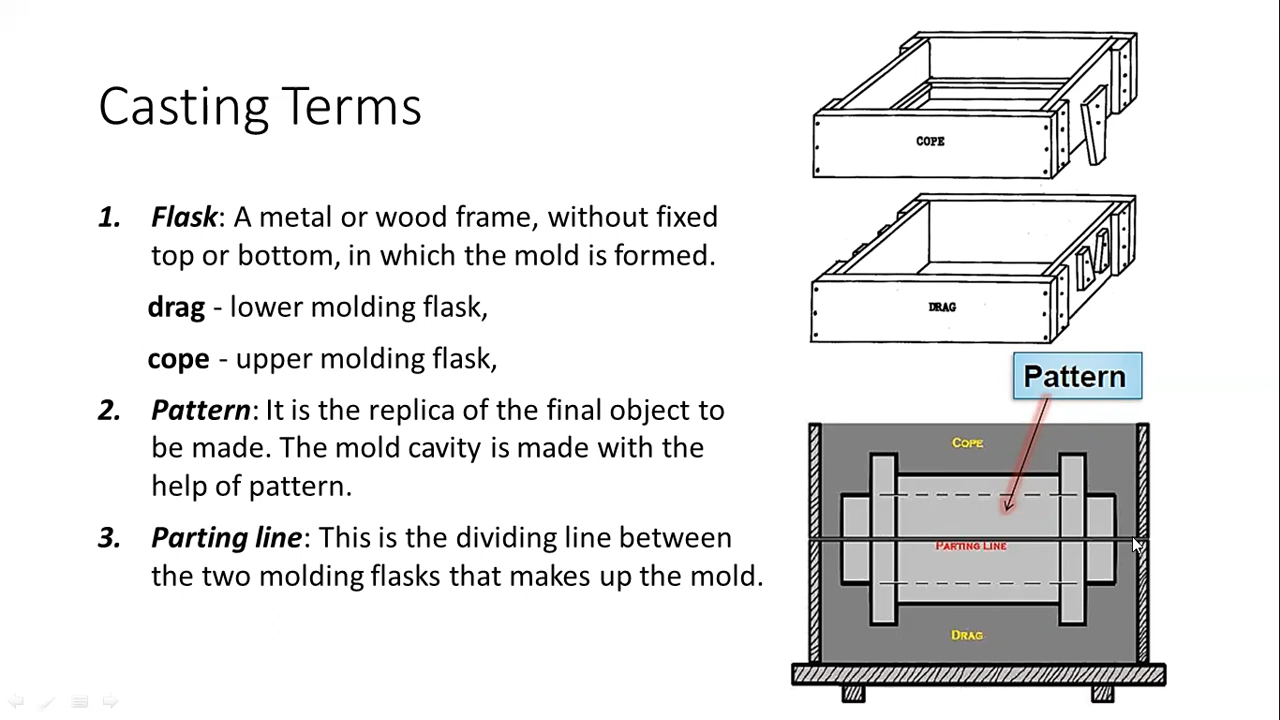 Casting Terms
1. Flask: A metal or wood frame, without fixed
top or bottom, in which the mold is formed.
drag - lower molding flask,
cope - upper molding flask,
2. Pattern: It is the replica of the final object to
be made. The mold cavity is made with the
help of pattern.
3. Parting line: This is the dividing line between
the two molding flasks that makes up the mold.
COPE
DRAG
Pattern
COPE
PARTING LINE
DRAG